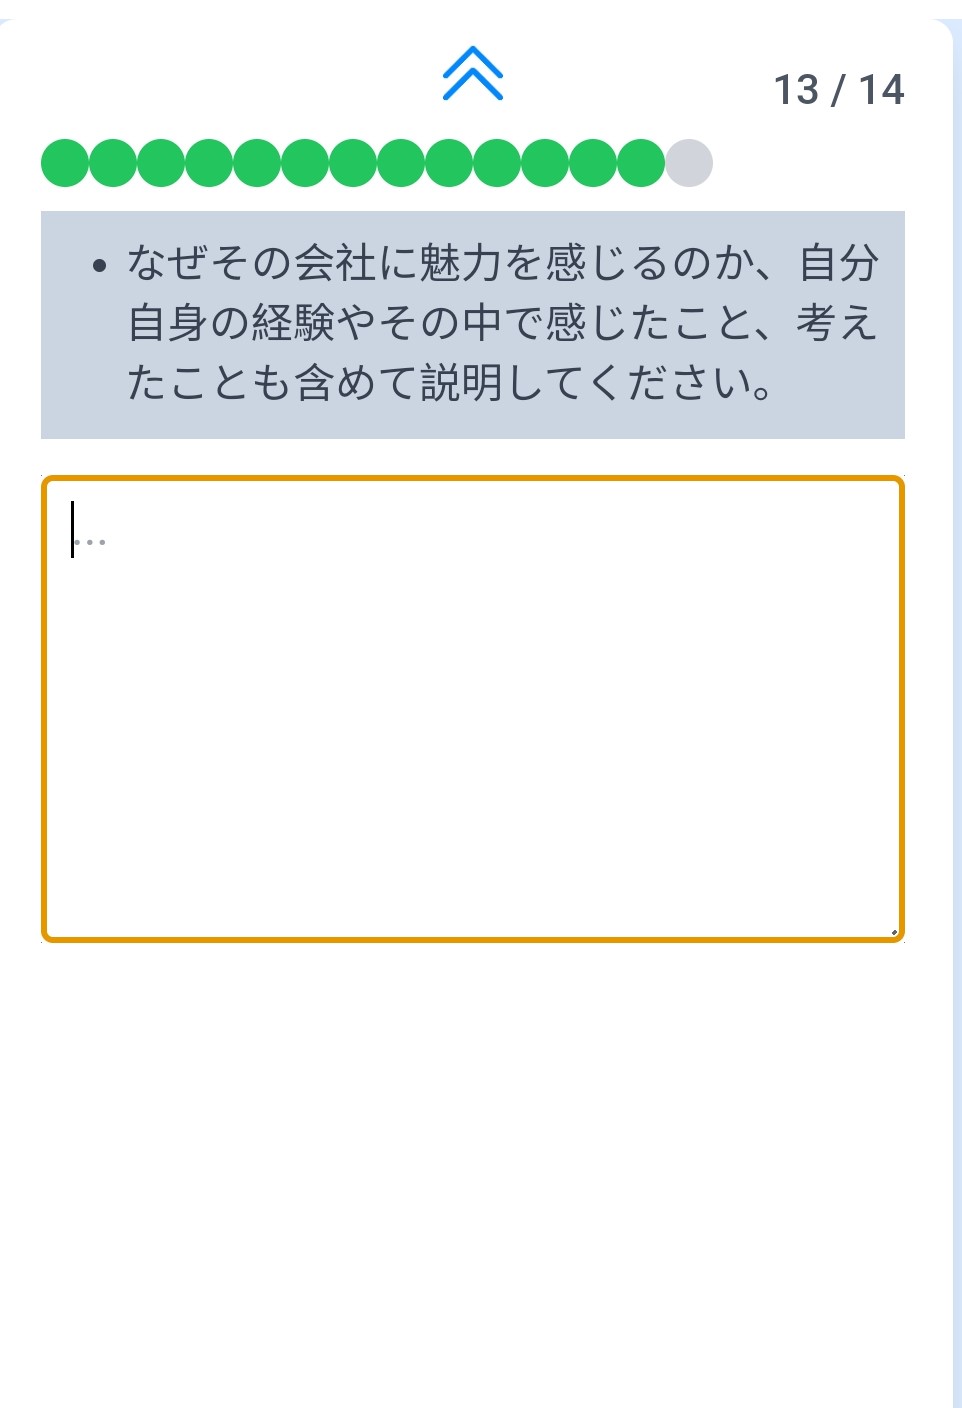 13 / 14
• なぜその会社に魅力を感じるのか、自分
自身の経験やその中で感じたこと、考え
たことも含めて説明してください。
...